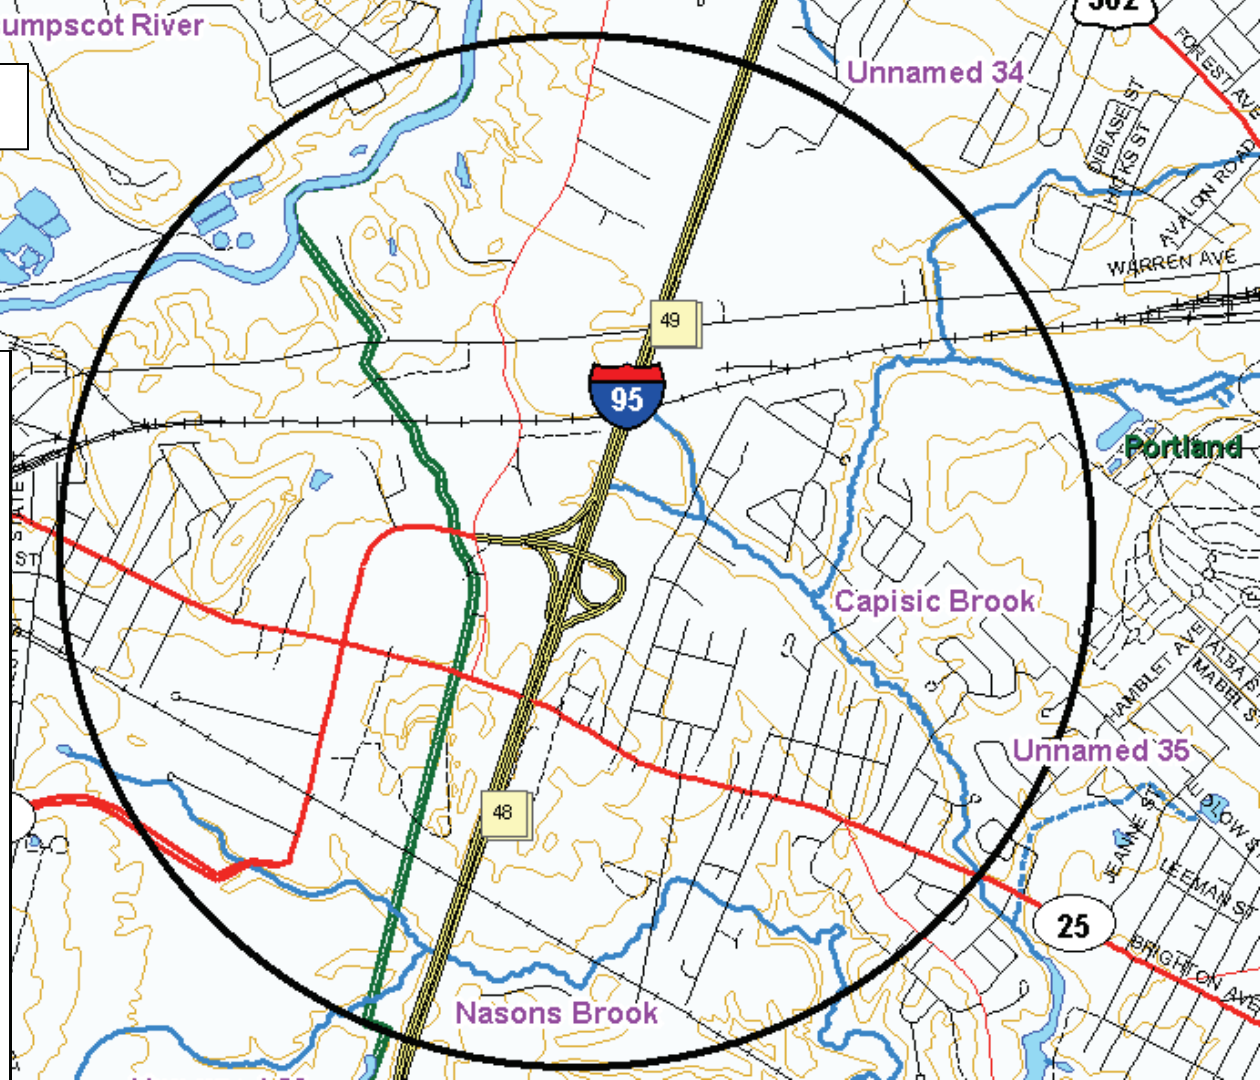 302
umpscot River
FOREST AVE
Unnamed 34
DIBIASE ST
HICKS ST
AVALON ROAD
WARREN AVE
49
95
Portland
STATE
ST
Capisic Brook
HAMBLET AVE
ALBA
MABEL S
Unnamed 35
48
LUDLOW S
JEANNE ST
LEEMAN ST
25
BRIGHTON AVE
Nasons Brook